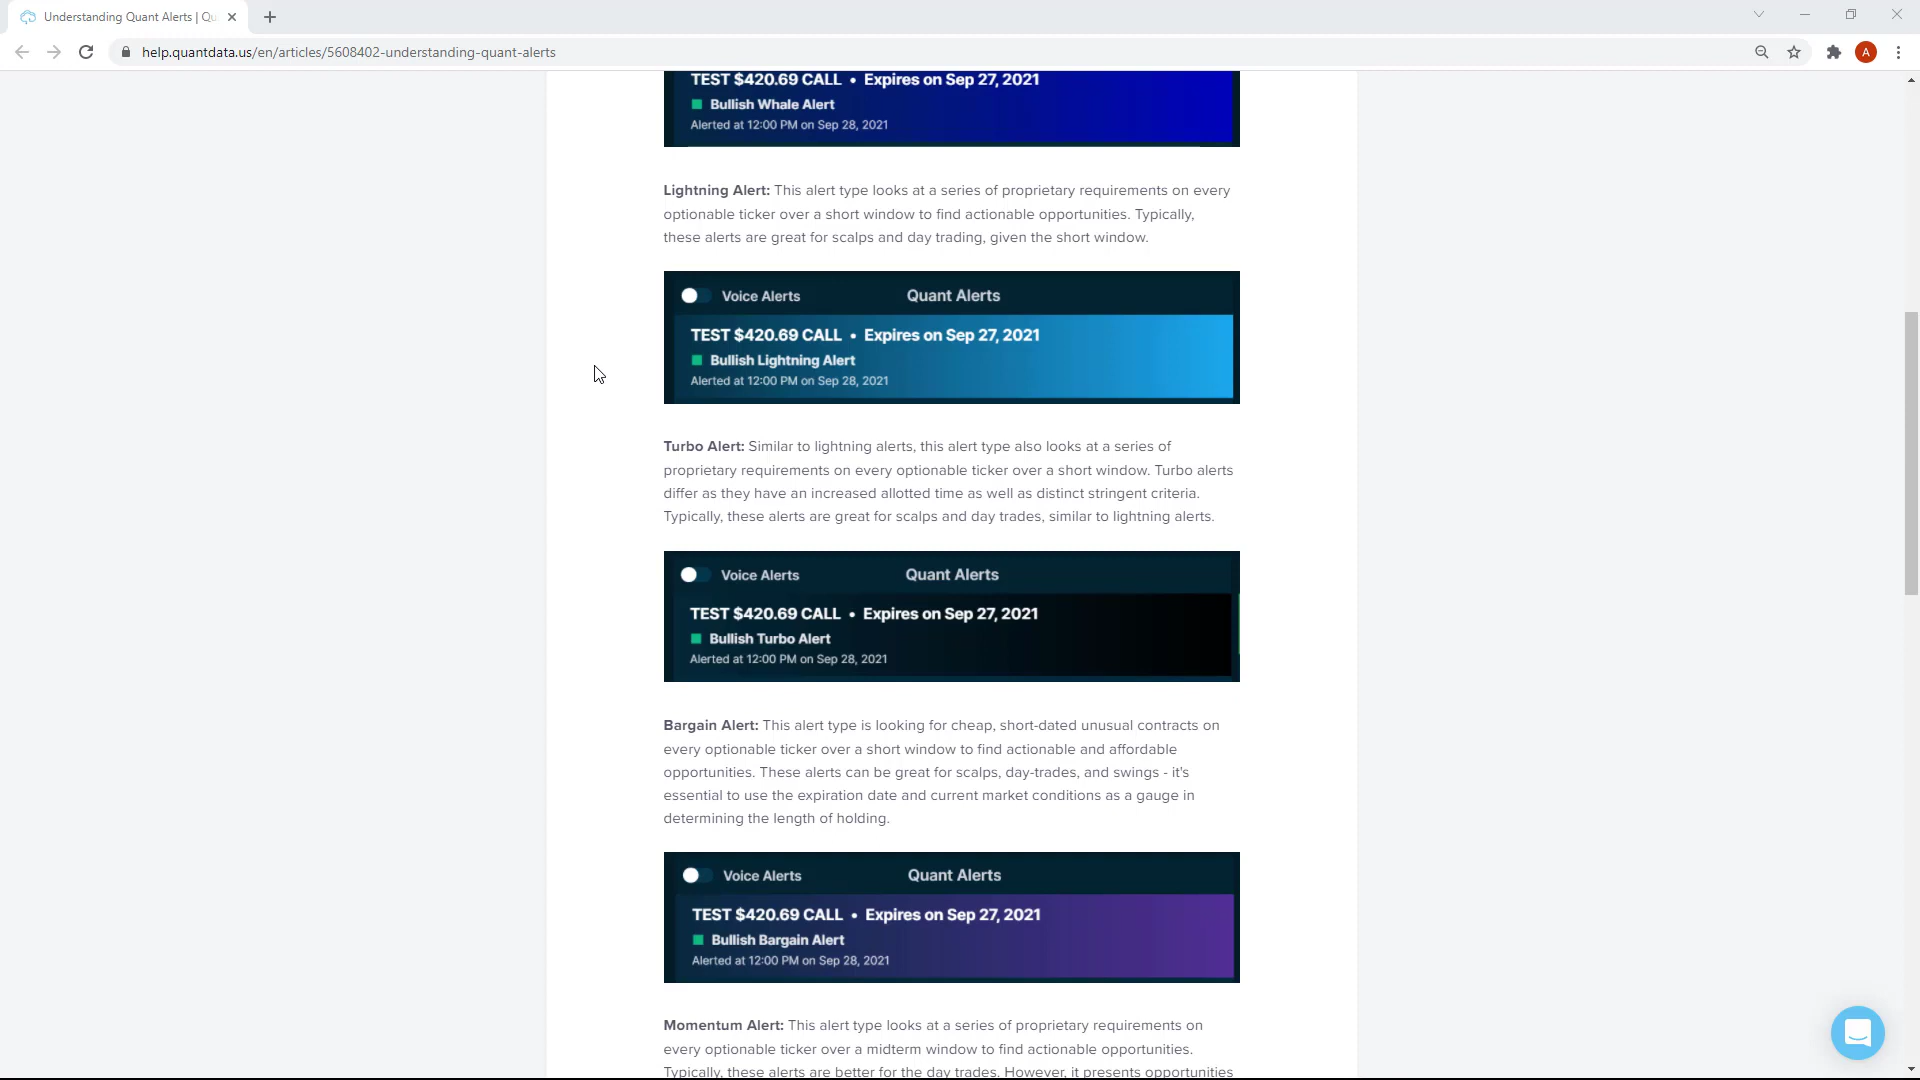 Understanding Quant Alerts | Qu
help.quantdata.us/en/articles/5608402-understanding-quant-alerts
A
TEST $420.69 CALL • Expires on Sep 27, 2021
Bullish Whale Alert
Alerted at 12:00 PM on Sep 28, 2021
Lightning Alert: This alert type looks at a series of proprietary requirements on every
optionable ticker over a short window to find actionable opportunities. Typically,
these alerts are great for scalps and day trading, given the short window.
Voice Alerts Quant Alerts
TEST $420.69 CALL • Expires on Sep 27, 2021
Bullish Lightning Alert
Alerted at 12:00 PM on Sep 28, 2021
Turbo Alert: Similar to lightning alerts, this alert type also looks at a series of
proprietary requirements on every optionable ticker over a short window. Turbo alerts
differ as they have an increased allotted time as well as distinct stringent criteria.
Typically, these alerts are great for scalps and day trades, similar to lightning alerts.
Voice Alerts Quant Alerts
TEST $420.69 CALL • Expires on Sep 27, 2021
Bullish Turbo Alert
Alerted at 12:00 PM on Sep 28, 2021
Bargain Alert: This alert type is looking for cheap, short-dated unusual contracts on
every optionable ticker over a short window to find actionable and affordable
opportunities. These alerts can be great for scalps, day-trades, and swings - it's
essential to use the expiration date and current market conditions as a gauge in
determining the length of holding.
Voice Alerts Quant Alerts
TEST $420.69 CALL • Expires on Sep 27, 2021
Bullish Bargain Alert
Alerted at 12:00 PM on Sep 28, 2021
Momentum Alert: This alert type looks at a series of proprietary requirements on
every optionable ticker over a midterm window to find actionable opportunities.
Typically, these alerts are better for the day trades. However, it presents opportunities